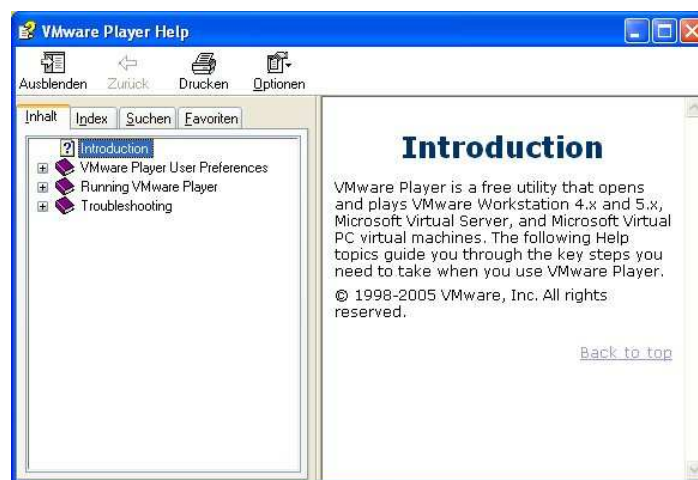 VMware Player Help
Ausblenden Zurück Drucken Optionen
Inhalt Index Suchen Favoriten
Introduction
VMware Player User Preferences
Running VMware Player
Troubleshooting
Introduction
VMware Player is a free utility that opens
and plays VMware Workstation 4.x and 5.x,
Microsoft Virtual Server, and Microsoft Virtual
PC virtual machines. The following Help
topics guide you through the key steps you
need to take when you use VMware Player.
© 1998-2005 VMware, Inc. All rights
reserved.
Back to top